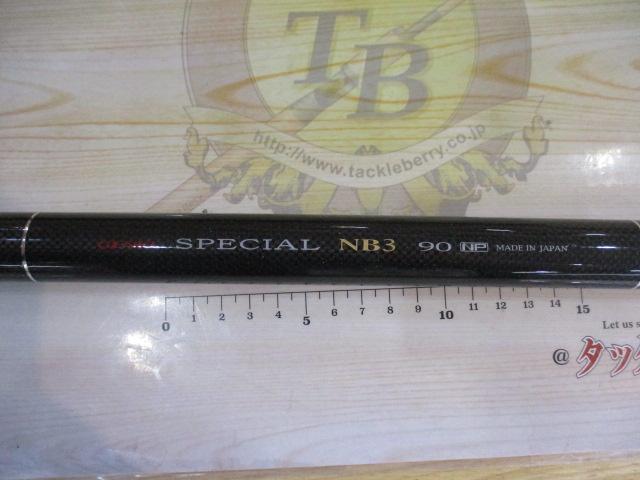 TB
http://www.tackleberry.co.jp
SPECIAL NB3 90 NP MADE IN JAPAN
0 1 2 3 4 5 6 7 8 9 10 11 12 13 14 15
Let us s
@タック